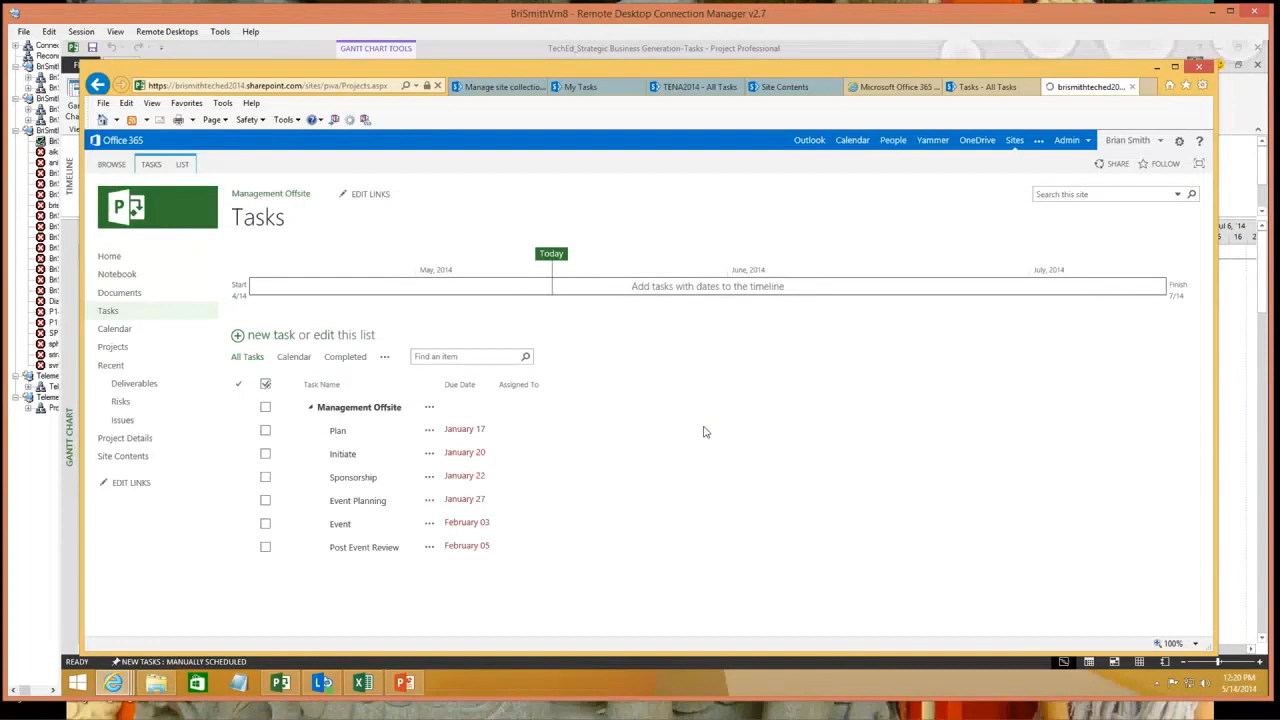 BriSmithVm8 - Remote Desktop Connection Manager v2.7
File Edit Session View Remote Desktops Tools Help
GANTT CHART TOOLS
TechEd_Strategic Business Generation-Tasks - Project Professional
https://brismithteched2014.sharepoint.com/sites/pwa/Projects.aspx
Manage site collectio...
My Tasks
TENA2014 - All Tasks
Site Contents
Microsoft Office 365 ...
Tasks - All Tasks
brismithteched20...
File Edit View Favorites Tools Help
Page Safety Tools
Office 365
Outlook Calendar People Yammer OneDrive Sites ••• Admin Brian Smith ?
BROWSE TASKS LIST
SHARE FOLLOW
TIMELINE
P
Management Offsite EDIT LINKS
Search this site
Tasks
Home
Notebook
Documents
Tasks
Calendar
Projects
Recent
Deliverables
Risks
Issues
Project Details
Site Contents
EDIT LINKS
Today
May, 2014 June, 2014 July, 2014
Start
4/14
Add tasks with dates to the timeline
Finish
7/14
new task or edit this list
All Tasks Calendar Completed ••• Find an item
Task Name Due Date Assigned To
Management Offsite •••
Plan ••• January 17
Initiate ••• January 20
Sponsorship ••• January 22
Event Planning ••• January 27
Event ••• February 03
Post Event Review ••• February 05
GANTT CHART
100%
READY NEW TASKS : MANUALLY SCHEDULED
12:20 PM
5/14/2014